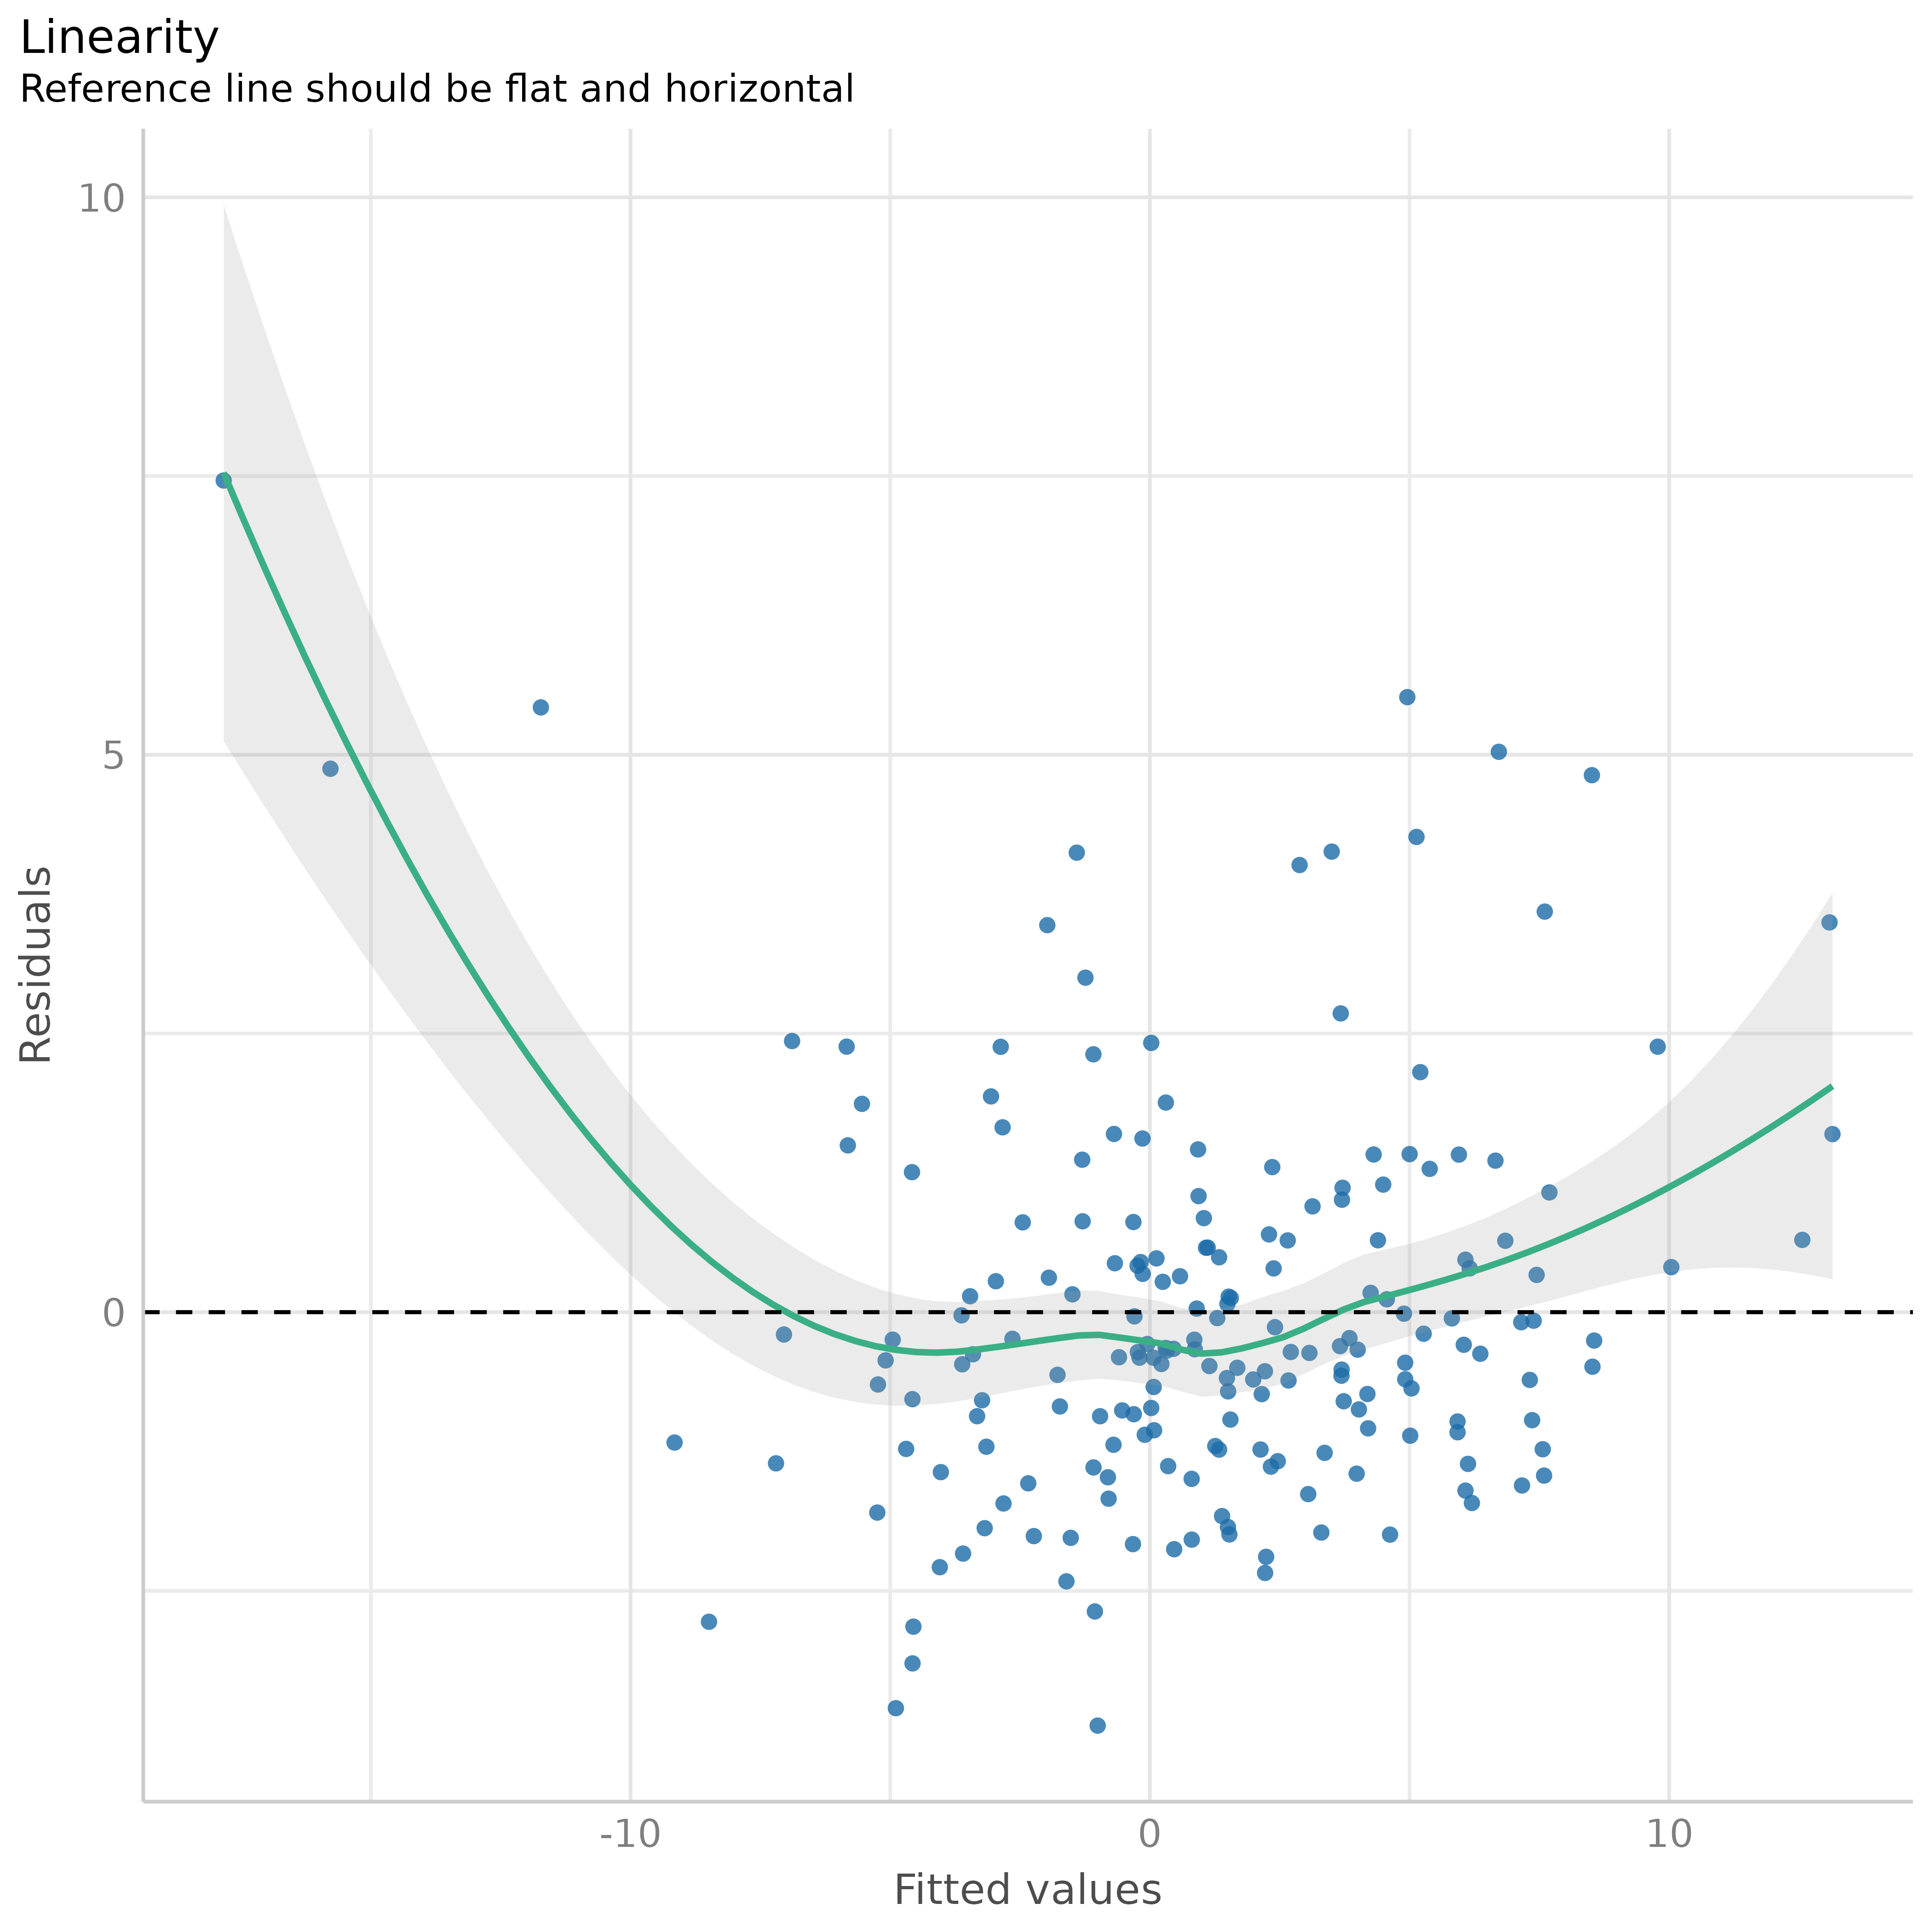 Linearity
Reference line should be flat and horizontal
10
5
0
Residuals
-10
0
10
Fitted values